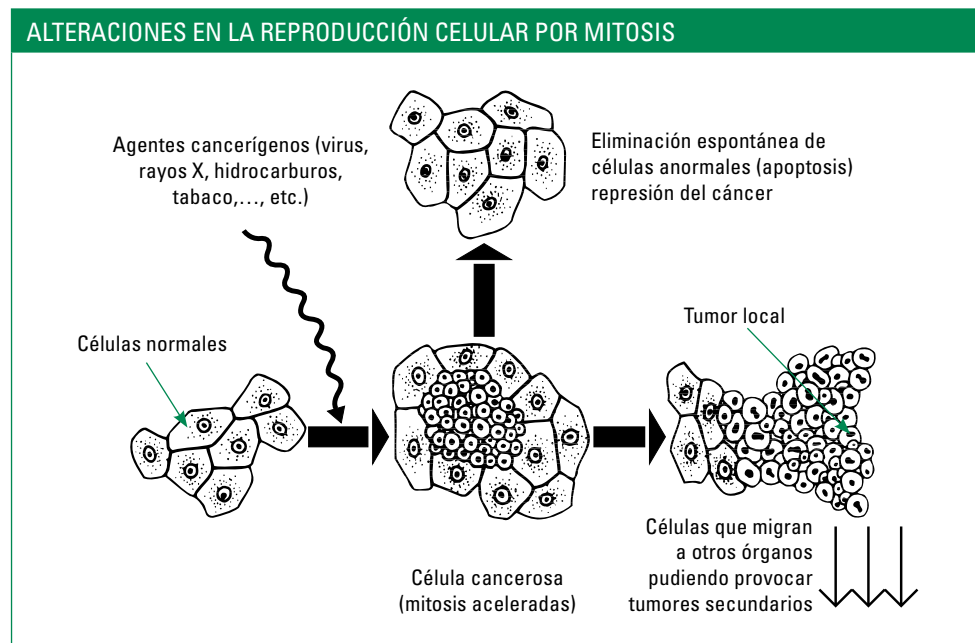 ALTERACIONES EN LA REPRODUCCIÓN CELULAR POR MITOSIS
Agentes cancerígenos (virus,
rayos X, hidrocarburos,
tabaco,..., etc.)
Eliminación espontánea de
células anormales (apoptosis)
represión del cáncer
Células normales
Tumor local
Célula cancerosa
(mitosis aceleradas)
Células que migran
a otros órganos
pudiendo provocar
tumores secundarios